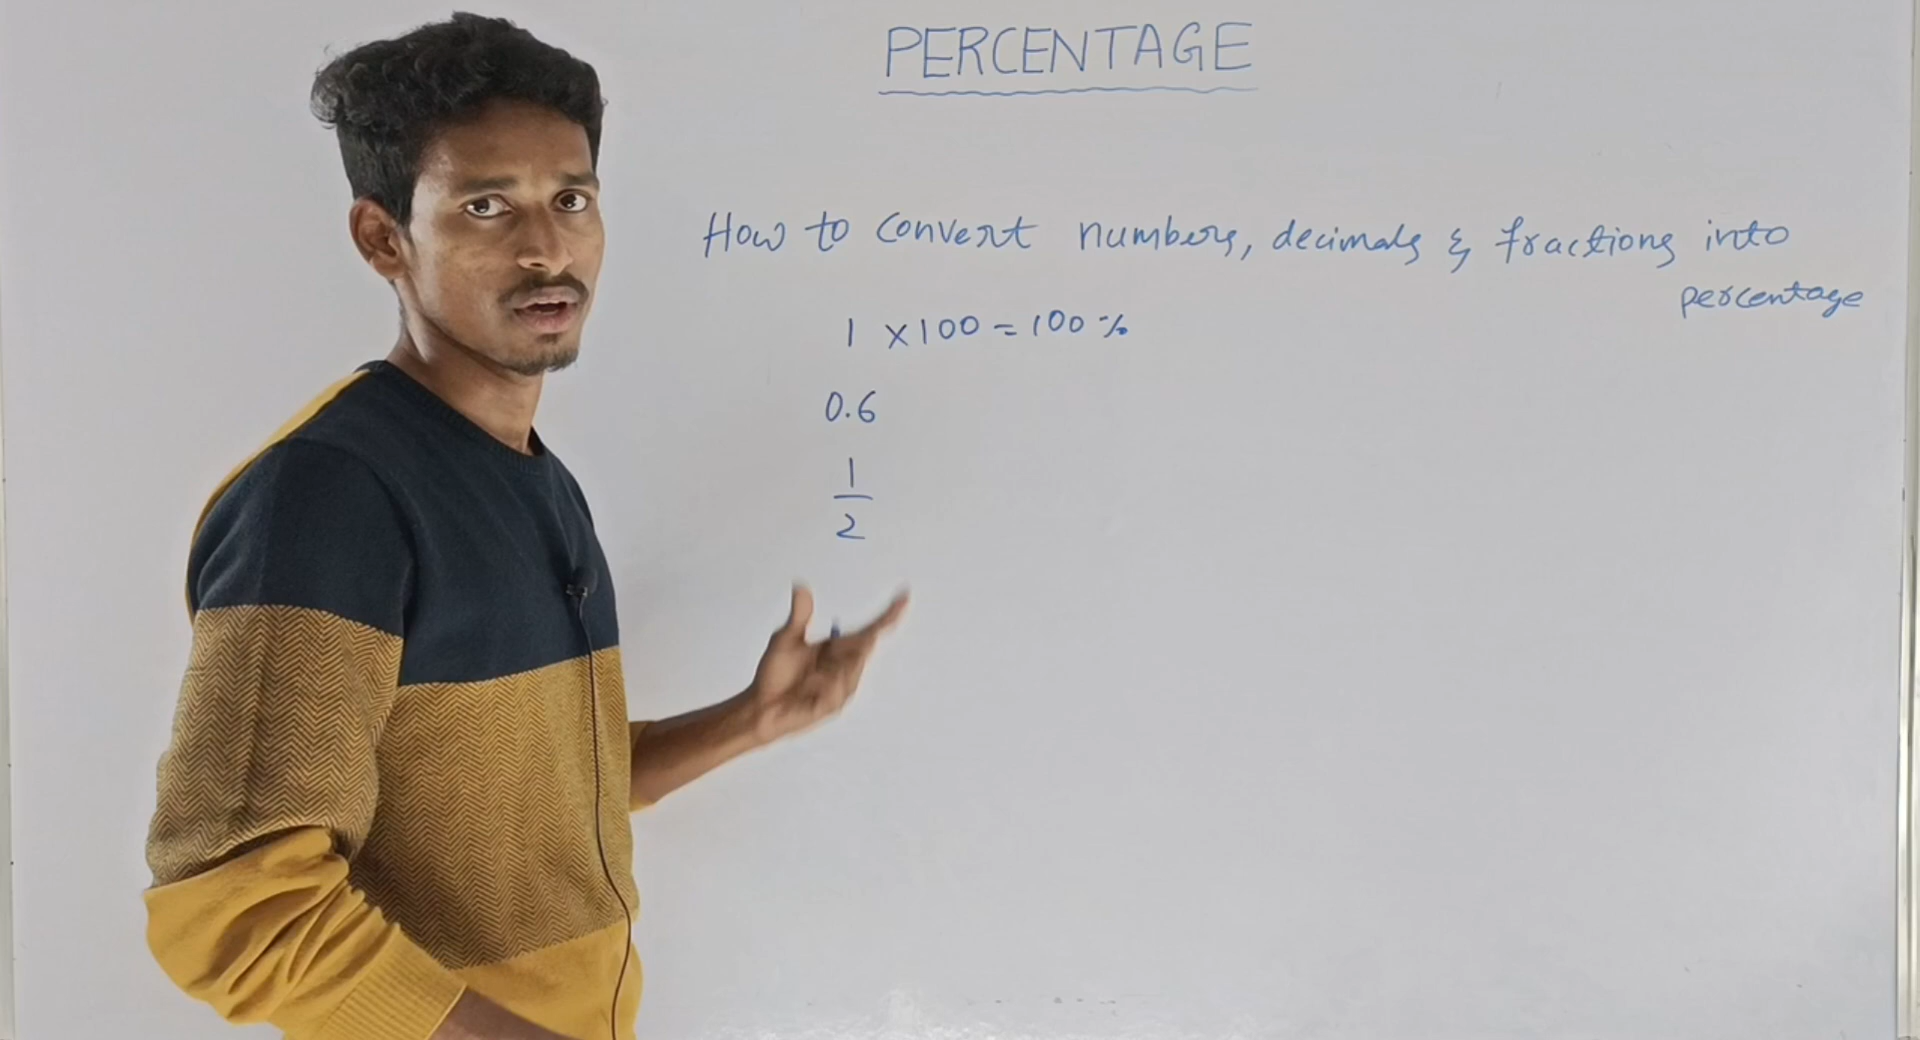 PERCENTAGE
How to convert numbers, decimals & fractions into
percentage
1 × 100 = 100 %
0.6
1
2